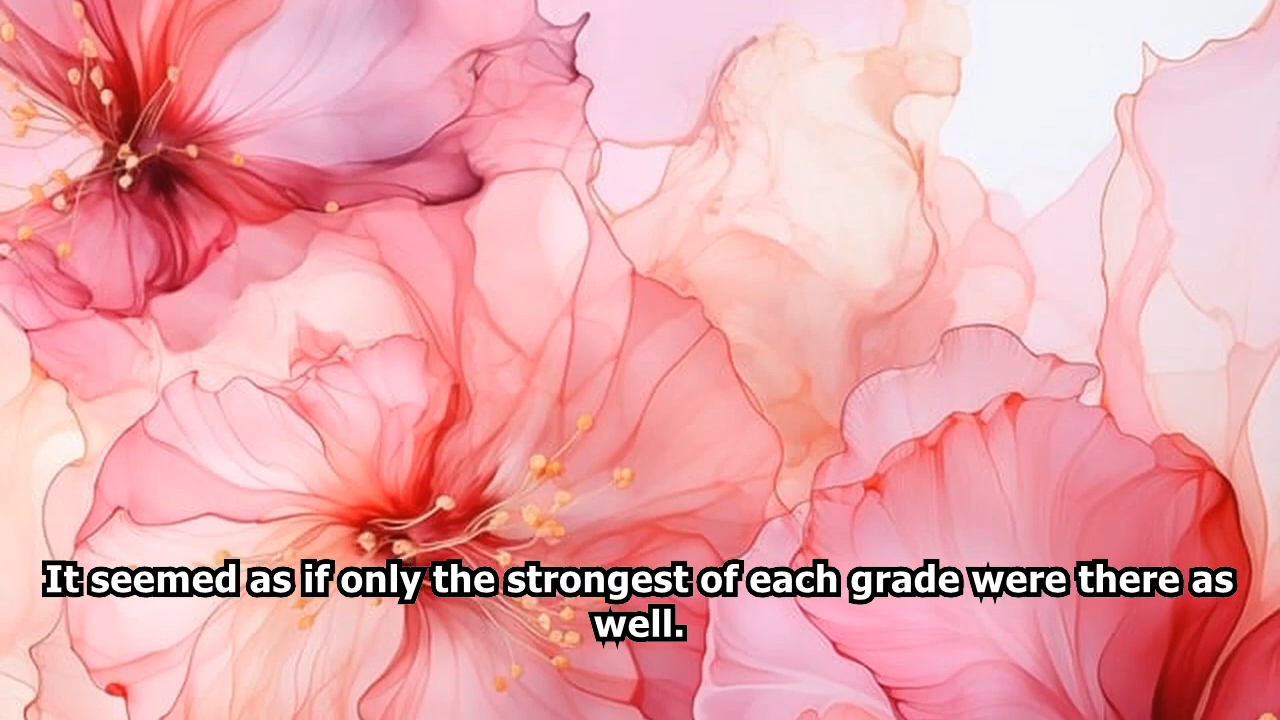 It seemed as if only the strongest of each grade were there as
well.